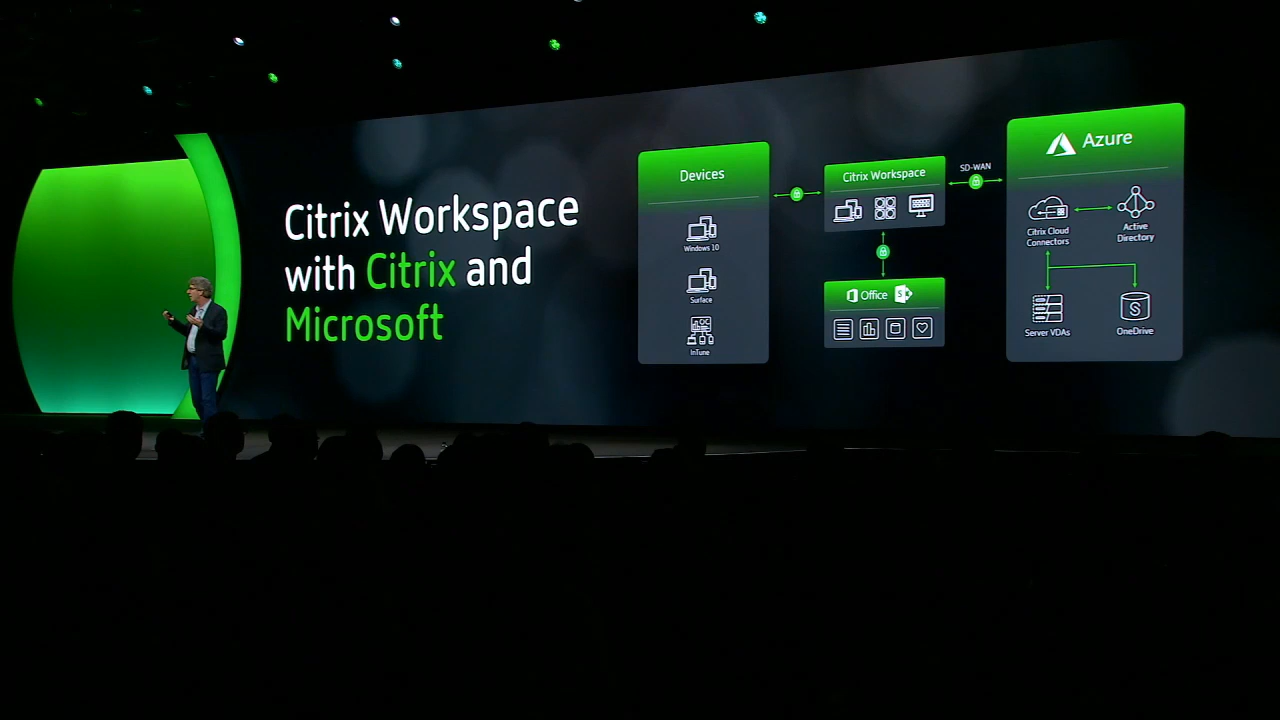 Citrix Workspace
with Citrix and
Microsoft
Devices
Windows 10
Surface
InTune
Citrix Workspace
Office
S
SD-WAN
Azure
Citrix Cloud
Connectors
Active
Directory
Server VDAs
OneDrive